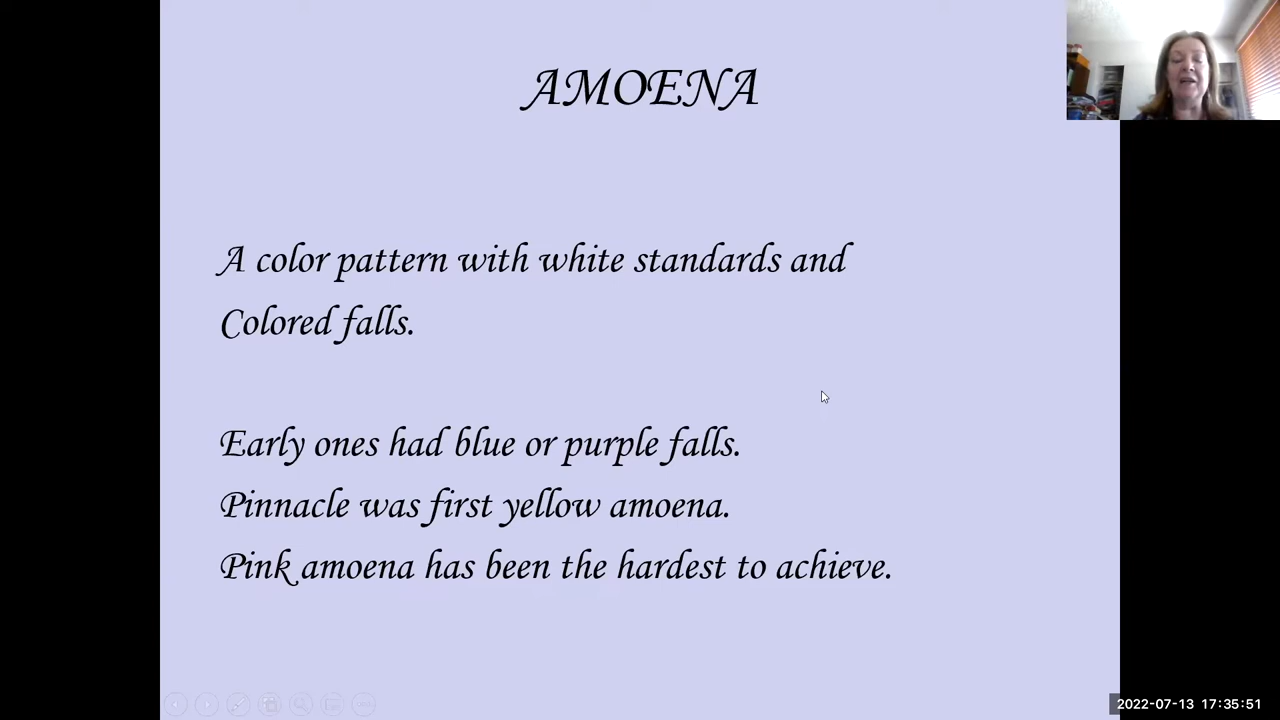 AMOENA
A color pattern with white standards and
Colored falls.
Early ones had blue or purple falls.
Pinnacle was first yellow amoena.
Pink amoena has been the hardest to achieve.
2022-07-13 17:35:51